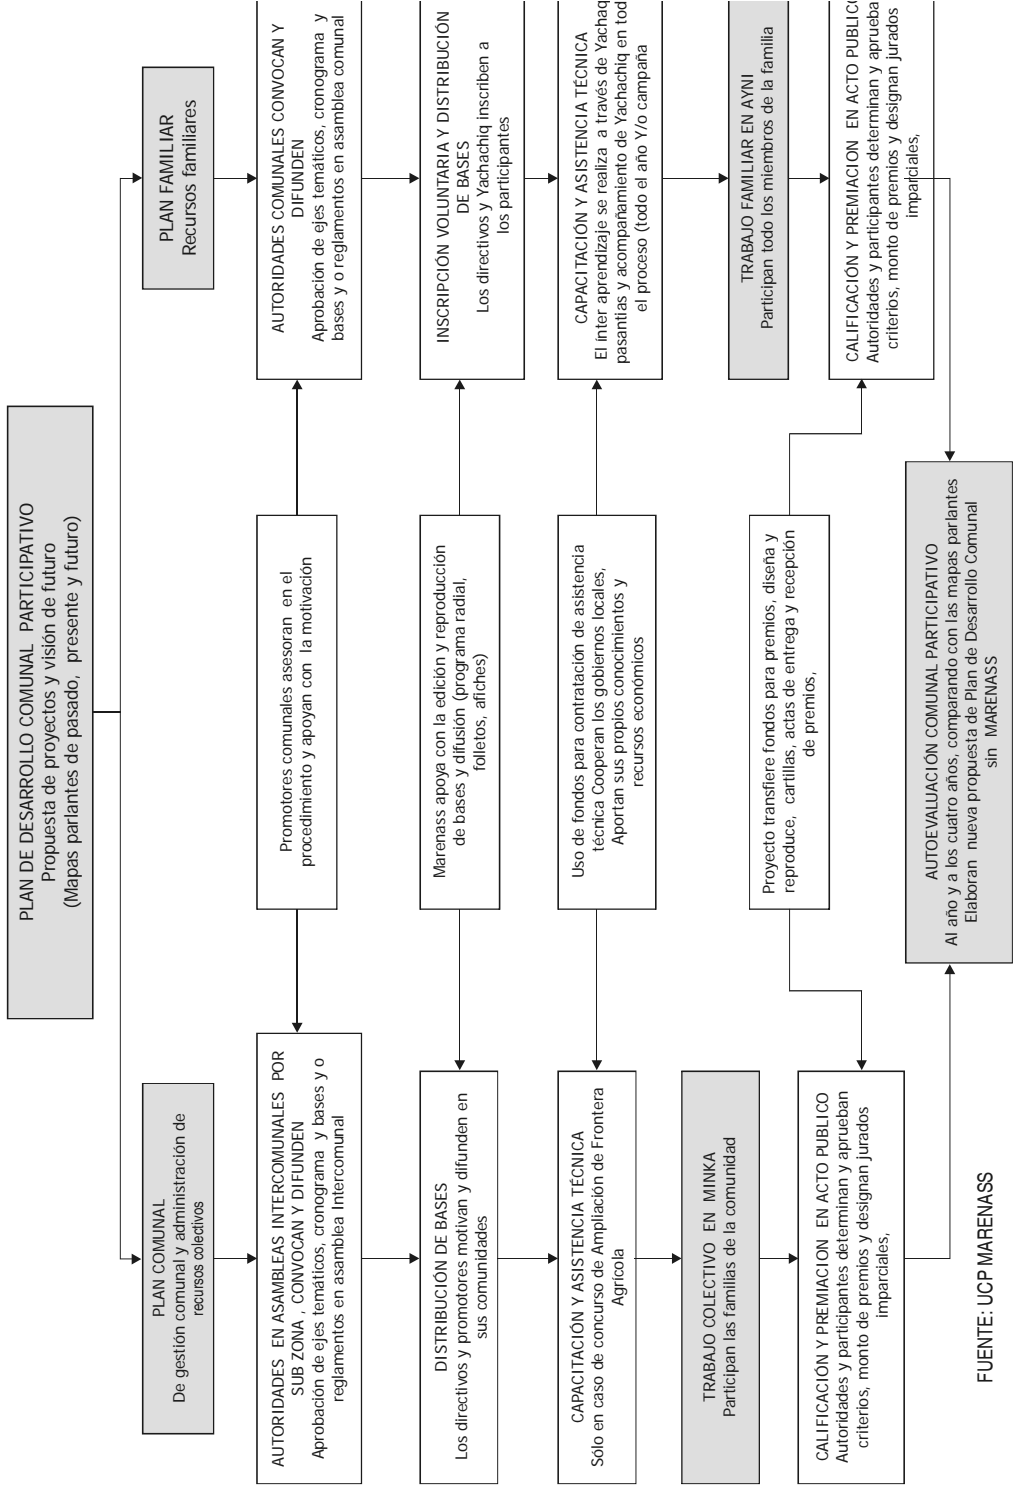 PLAN DE DESARROLLO COMUNAL PARTICIPATIVO
Propuesta de proyectos y visión de futuro
(Mapas parlantes de pasado, presente y futuro)
PLAN COMUNAL
De gestión comunal y administración de
recursos colectivos
PLAN FAMILIAR
Recursos familiares
AUTORIDADES EN ASAMBLEAS INTERCOMUNALES POR
SUB ZONA , CONVOCAN Y DIFUNDEN
Aprobación de ejes temáticos, cronograma y bases y o
reglamentos en asamblea Intercomunal
Promotores comunales asesoran en el
procedimiento y apoyan con la motivación
AUTORIDADES COMUNALES CONVOCAN Y
DIFUNDEN
Aprobación de ejes temáticos, cronograma y
bases y o reglamentos en asamblea comunal
DISTRIBUCIÓN DE BASES
Los directivos y promotores motivan y difunden en
sus comunidades
Marenass apoya con la edición y reproducción
de bases y difusión (programa radial,
folletos, afiches)
INSCRIPCIÓN VOLUNTARIA Y DISTRIBUCIÓN
DE BASES
Los directivos y Yachachiq inscriben a
los participantes
CAPACITACIÓN Y ASISTENCIA TÉCNICA
Sólo en caso de concurso de Ampliación de Frontera
Agrícola
Uso de fondos para contratación de asistencia
técnica Cooperan los gobiernos locales,
Aportan sus propios conocimientos y
recursos económicos
CAPACITACIÓN Y ASISTENCIA TÉCNICA
El inter aprendizaje se realiza a través de Yachaq
pasantias y acompañamiento de Yachachiq en tod
el proceso (todo el año Y/o campaña
TRABAJO COLECTIVO EN MINKA
Participan las familias de la comunidad
TRABAJO FAMILIAR EN AYNI
Participan todo los miembros de la familia
CALIFICACIÓN Y PREMIACION EN ACTO PUBLICO
Autoridades y participantes determinan y aprueban
criterios, monto de premios y designan jurados
imparciales,
Proyecto transfiere fondos para premios, diseña y
reproduce, cartillas, actas de entrega y recepción
de premios,
CALIFICACIÓN Y PREMIACION EN ACTO PUBLICO
Autoridades y participantes determinan y aprueba
criterios, monto de premios y designan jurados
imparciales,
AUTOEVALUACIÓN COMUNAL PARTICIPATIVO
Al año y a los cuatro años, comparando con las mapas parlantes
Elaboran nueva propuesta de Plan de Desarrollo Comunal
sin MARENASS
FUENTE: UCP MARENASS